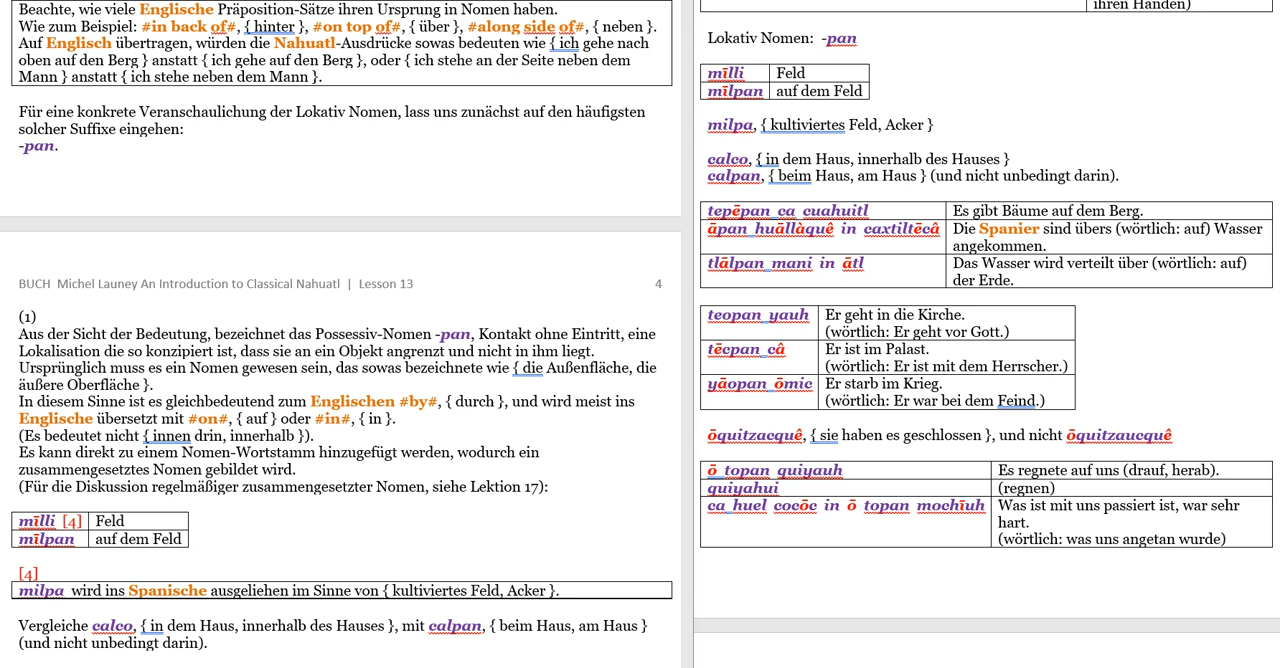 Beachte, wie viele Englische Präposition-Sätze ihren Ursprung in Nomen haben.
Wie zum Beispiel: #in back of#, { hinter }, #on top of#, { über }, #along side of#, { neben }.
Auf Englisch übertragen, würden die Nahuatl-Ausdrücke sowas bedeuten wie { ich gehe nach
oben auf den Berg } anstatt { ich gehe auf den Berg }, oder { ich stehe an der Seite neben dem
Mann } anstatt { ich stehe neben dem Mann }.
Für eine konkrete Veranschaulichung der Lokativ Nomen, lass uns zunächst auf den häufigsten
solcher Suffixe eingehen:
-pan.
BUCH Michel Launey An Introduction to Classical Nahuatl | Lesson 13 4
(1)
Aus der Sicht der Bedeutung, bezeichnet das Possessiv-Nomen -pan, Kontakt ohne Eintritt, eine
Lokalisation die so konzipiert ist, dass sie an ein Objekt angrenzt und nicht in ihm liegt.
Ursprünglich muss es ein Nomen gewesen sein, das sowas bezeichnete wie { die Außenfläche, die
äußere Oberfläche }.
In diesem Sinne ist es gleichbedeutend zum Englischen #by#, { durch }, und wird meist ins
Englische übersetzt mit #on#, { auf } oder #in#, { in }.
(Es bedeutet nicht { innen drin, innerhalb }).
Es kann direkt zu einem Nomen-Wortstamm hinzugefügt werden, wodurch ein
zusammengesetztes Nomen gebildet wird.
(Für die Diskussion regelmäßiger zusammengesetzter Nomen, siehe Lektion 17):
mīlli [4] Feld
mīlpan auf dem Feld
[4]
milpa wird ins Spanische ausgeliehen im Sinne von { kultiviertes Feld, Acker }.
Vergleiche calco, { in dem Haus, innerhalb des Hauses }, mit calpan, { beim Haus, am Haus }
(und nicht unbedingt darin).
ihren Händen)
Lokativ Nomen: -pan
mīlli Feld
mīlpan auf dem Feld
milpa, { kultiviertes Feld, Acker }
calco, { in dem Haus, innerhalb des Hauses }
calpan, { beim Haus, am Haus } (und nicht unbedingt darin).
tepēpan ca cuahuitl Es gibt Bäume auf dem Berg.
āpan huāllàquê in caxtiltēcâ Die Spanier sind übers (wörtlich: auf) Wasser
angekommen.
tlālpan mani in ātl Das Wasser wird verteilt über (wörtlich: auf)
der Erde.
teopan yauh Er geht in die Kirche.
(wörtlich: Er geht vor Gott.)
tēcpan câ Er ist im Palast.
(wörtlich: Er ist mit dem Herrscher.)
yāopan ōmic Er starb im Krieg.
(wörtlich: Er war bei dem Feind.)
ōquitzacquê, { sie haben es geschlossen }, und nicht ōquitzaucquê
ō topan quiyauh Es regnete auf uns (drauf, herab).
quiyahui (regnen)
ca huel cocōc in ō topan mochīuh Was ist mit uns passiert ist, war sehr
hart.
(wörtlich: was uns angetan wurde)